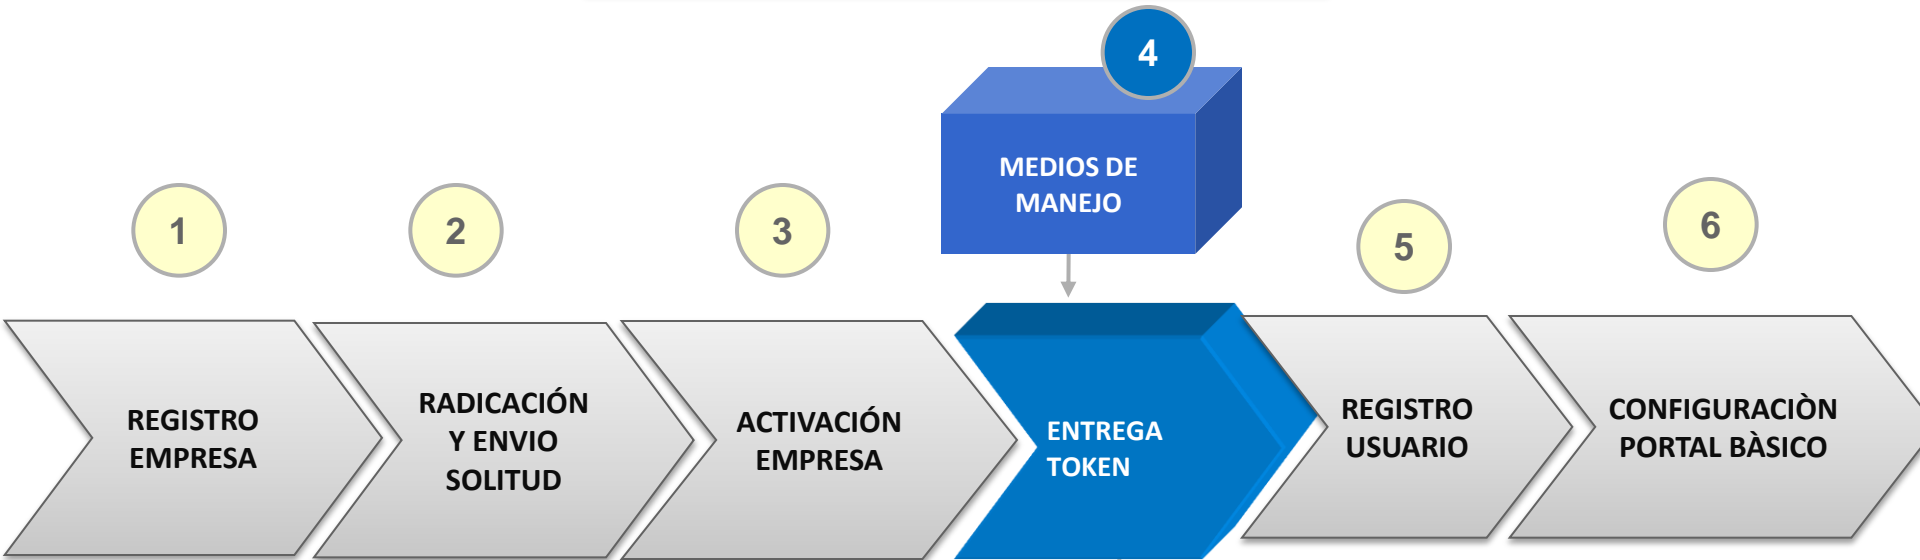 4
MEDIOS DE
MANEJO
1
2
3
5
6
REGISTRO
EMPRESA
RADICACIÓN
Y ENVIO
SOLITUD
ACTIVACIÓN
EMPRESA
ENTREGA
TOKEN
REGISTRO
USUARIO
CONFIGURACIÒN
PORTAL BÀSICO